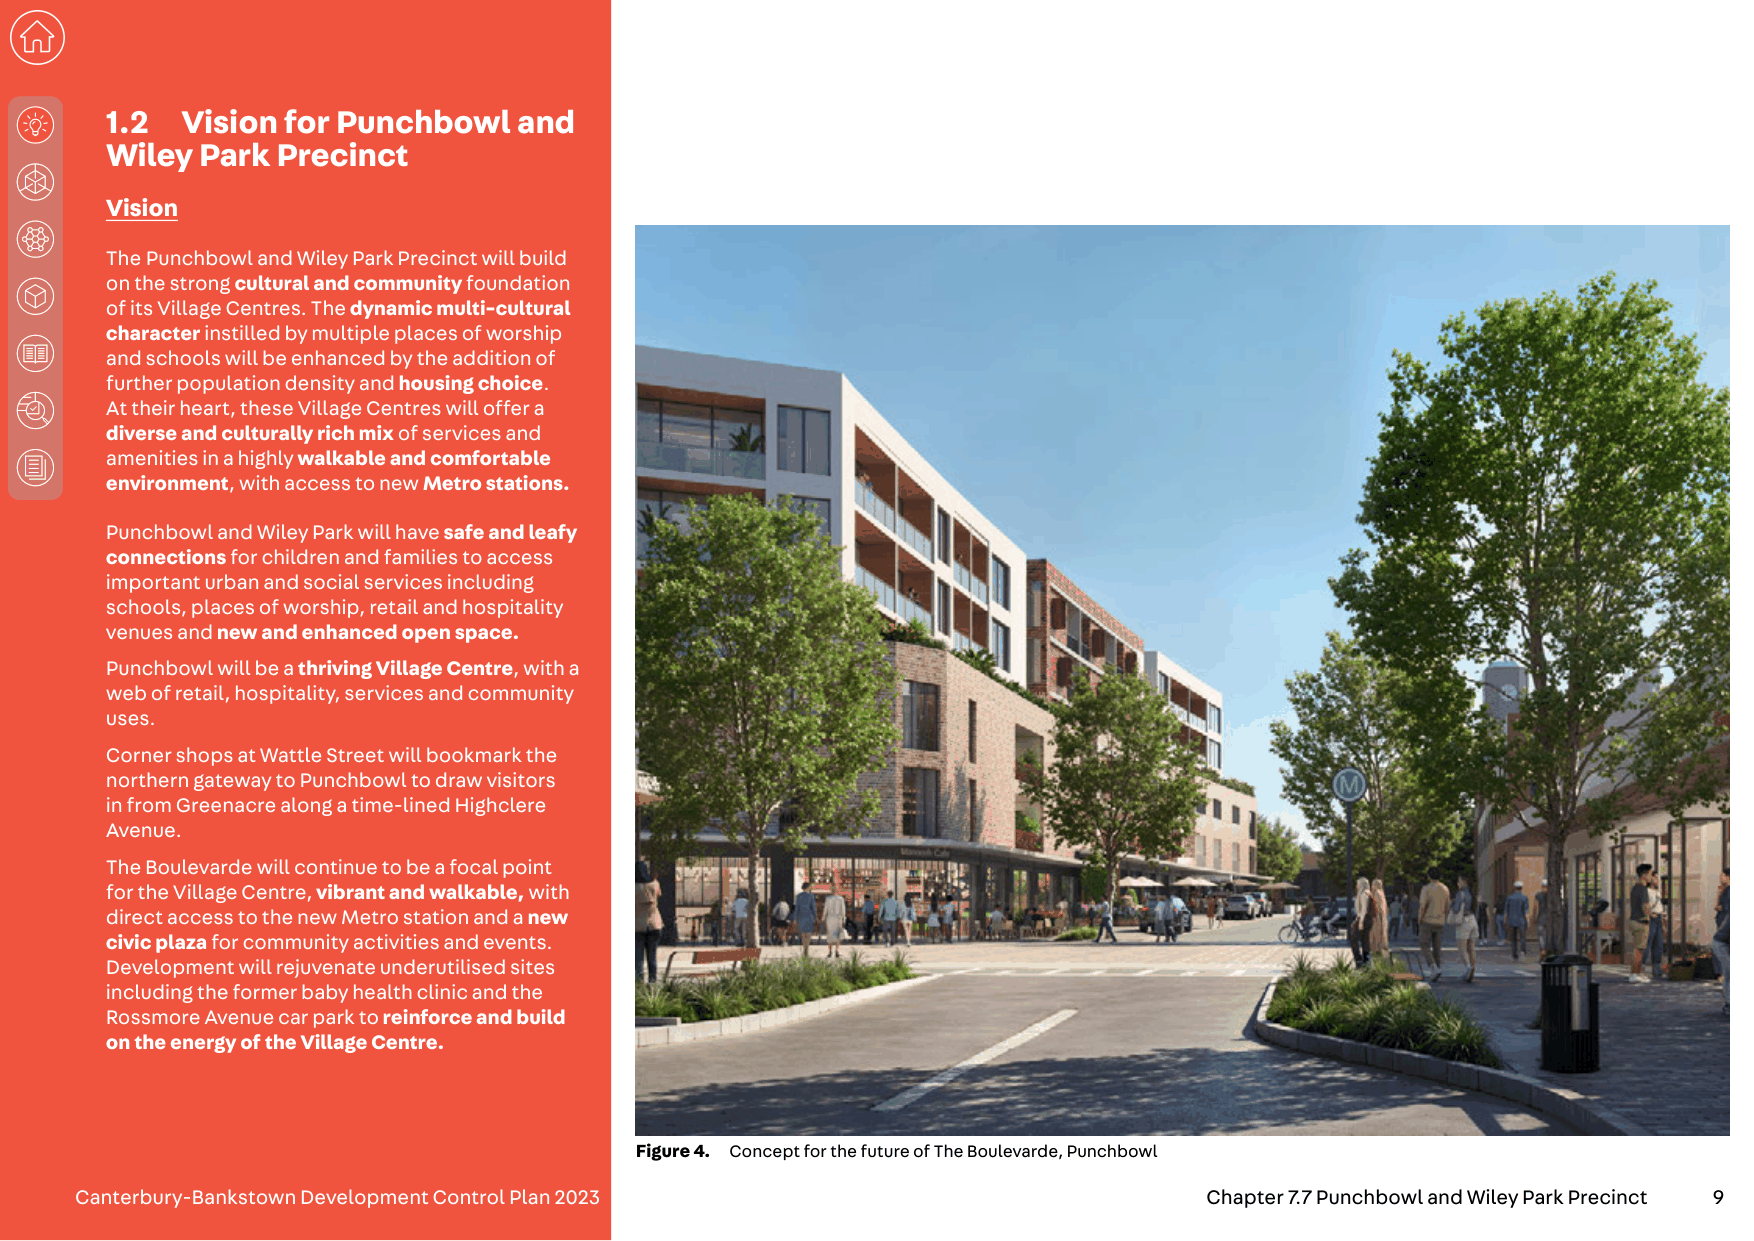 1.2 Vision for Punchbowl and
Wiley Park Precinct
Vision
The Punchbowl and Wiley Park Precinct will build
on the strong cultural and community foundation
of its Village Centres. The dynamic multi-cultural
character instilled by multiple places of worship
and schools will be enhanced by the addition of
further population density and housing choice.
At their heart, these Village Centres will offer a
diverse and culturally rich mix of services and
amenities in a highly walkable and comfortable
environment, with access to new Metro stations.
Punchbowl and Wiley Park will have safe and leafy
connections for children and families to access
important urban and social services including
schools, places of worship, retail and hospitality
venues and new and enhanced open space.
Punchbowl will be a thriving Village Centre, with a
web of retail, hospitality, services and community
uses.
Corner shops at Wattle Street will bookmark the
northern gateway to Punchbowl to draw visitors
in from Greenacre along a time-lined Highclere
Avenue.
The Boulevarde will continue to be a focal point
for the Village Centre, vibrant and walkable, with
direct access to the new Metro station and a new
civic plaza for community activities and events.
Development will rejuvenate underutilised sites
including the former baby health clinic and the
Rossmore Avenue car park to reinforce and build
on the energy of the Village Centre.
M
Figure 4. Concept for the future of The Boulevarde, Punchbowl
Canterbury-Bankstown Development Control Plan 2023
Chapter 7.7 Punchbowl and Wiley Park Precinct 9